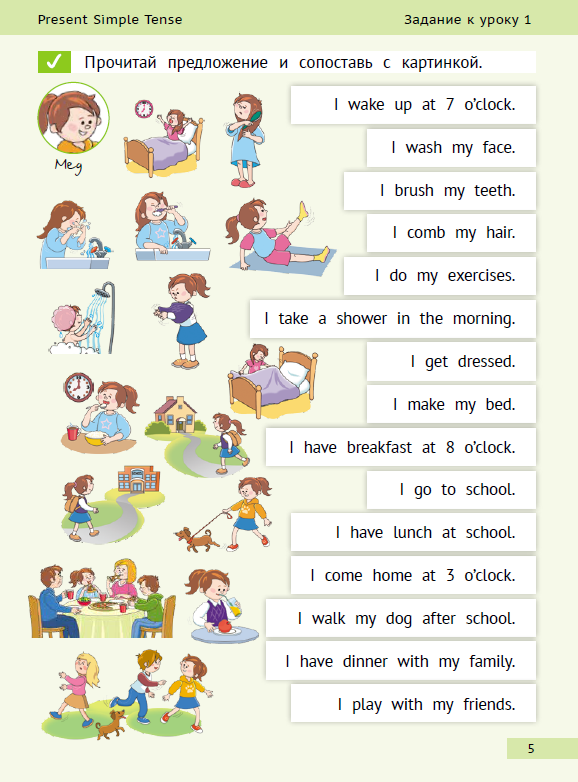 Present Simple Tense
Задание к уроку 1
✓ Прочитай предложение и сопоставь с картинкой.
Meg
I wake up at 7 o'clock.
I wash my face.
I brush my teeth.
I comb my hair.
I do my exercises.
I take a shower in the morning.
I get dressed.
I make my bed.
I have breakfast at 8 o'clock.
I go to school.
I have lunch at school.
I come home at 3 o'clock.
I walk my dog after school.
I have dinner with my family.
I play with my friends.
5